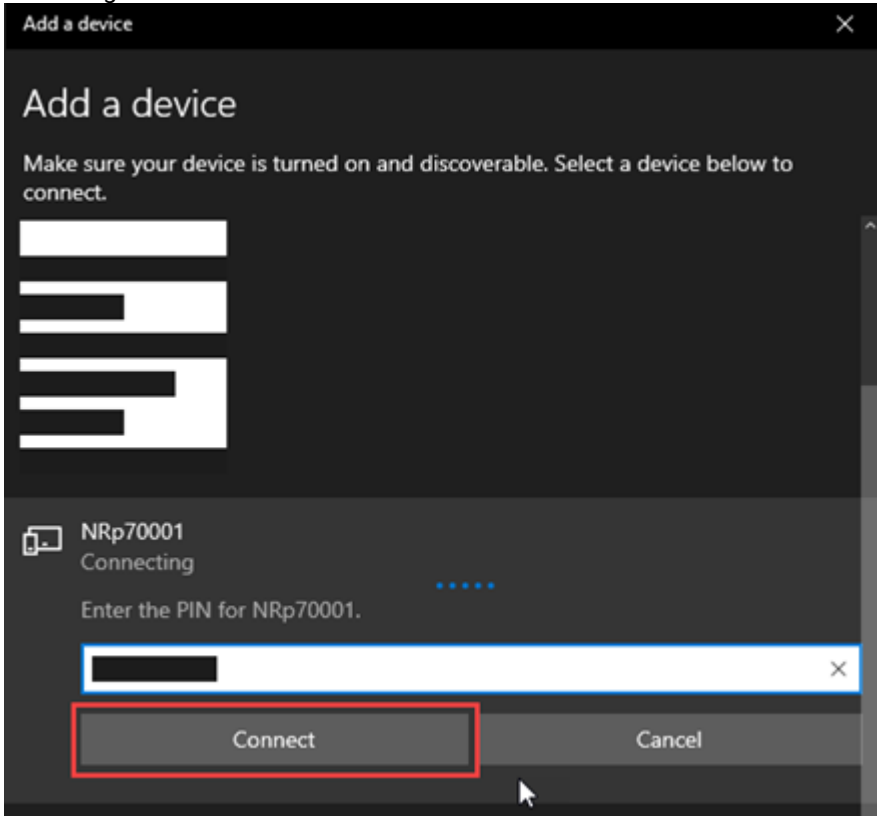 Add a device
Add a device
Make sure your device is turned on and discoverable. Select a device below to
connect.
NRp70001
Connecting
Enter the PIN for NRp70001.
Connect
Cancel